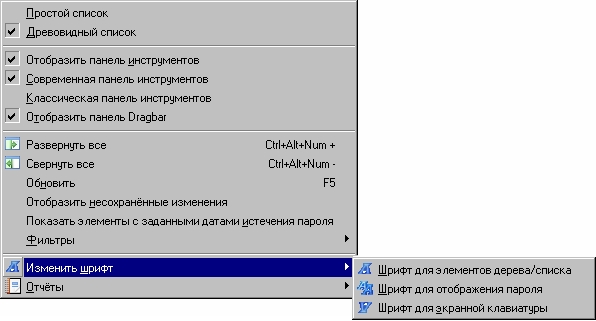 Простой список
Древовидный список
Отобразить панель инструментов
Современная панель инструментов
Классическая панель инструментов
Отобразить панель Dragbar
Развернуть все Ctrl+Alt+Num +
Свернуть все Ctrl+Alt+Num -
Обновить F5
Отобразить несохранённые изменения
Показать элементы с заданными датами истечения пароля
Фильтры
Изменить шрифт
Отчёты
Шрифт для элементов дерева/списка
Шрифт для отображения пароля
Шрифт для экранной клавиатуры